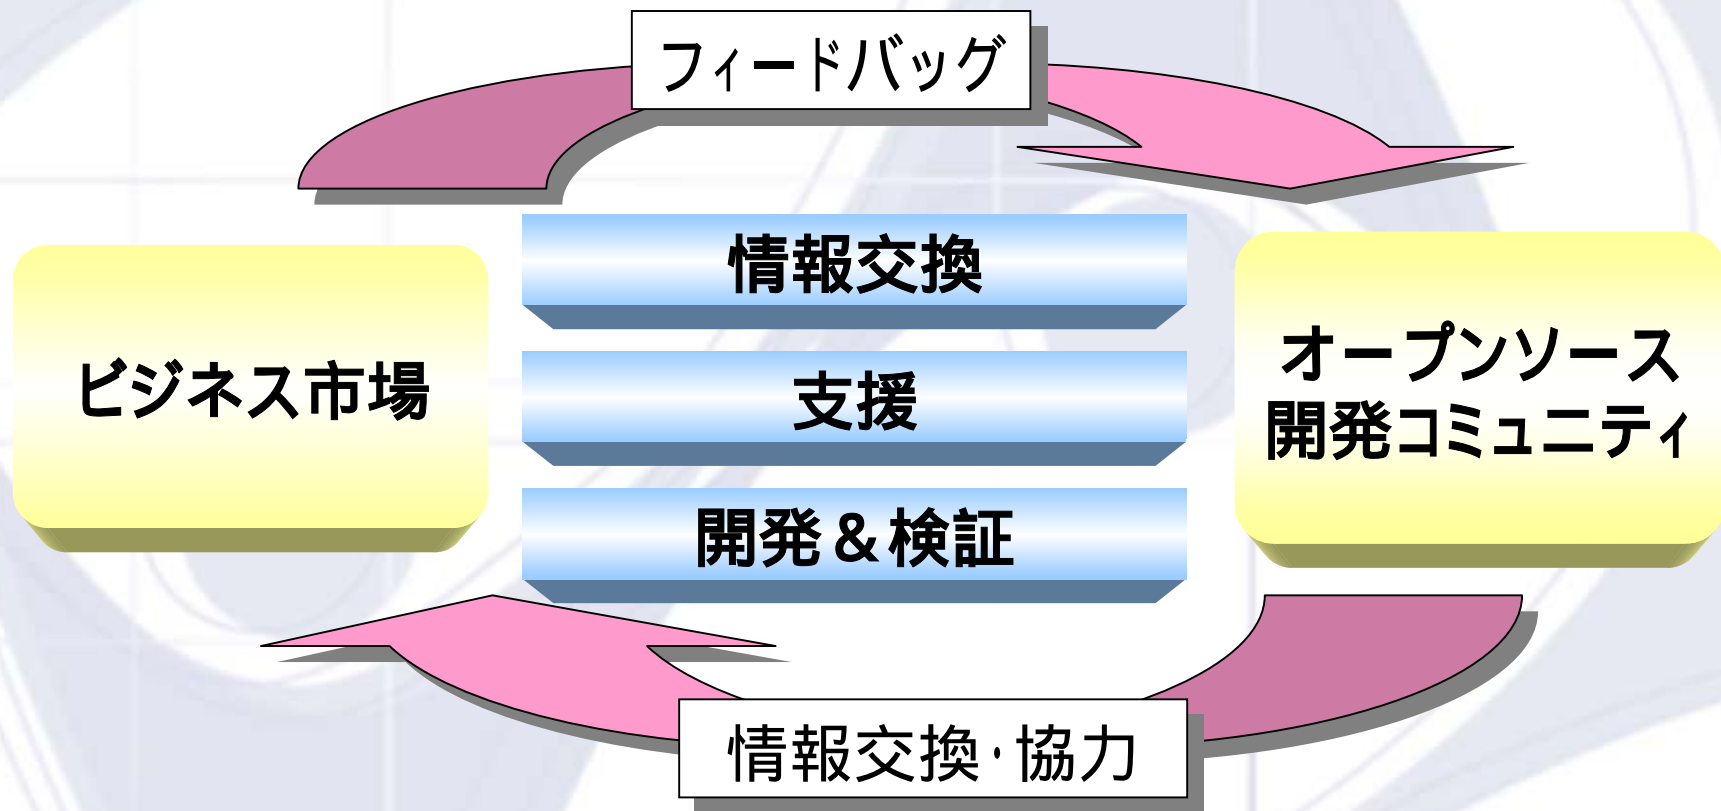 フィードバッグ
情報交換
ビジネス市場
支援
オープンソース
開発コミュニティ
開発＆検証
情報交換・協力